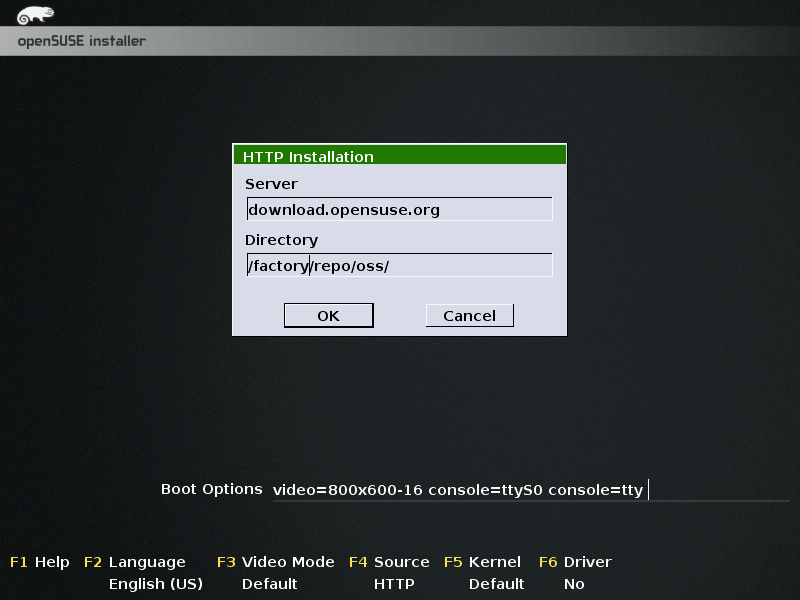 openSUSE installer
HTTP Installation
Server
download.opensuse.org
Directory
/factory/repo/oss/
OK Cancel
Boot Options video=800x600-16 console=ttyS0 console=tty
F1 Help F2 Language F3 Video Mode F4 Source F5 Kernel F6 Driver
English (US) Default HTTP Default No